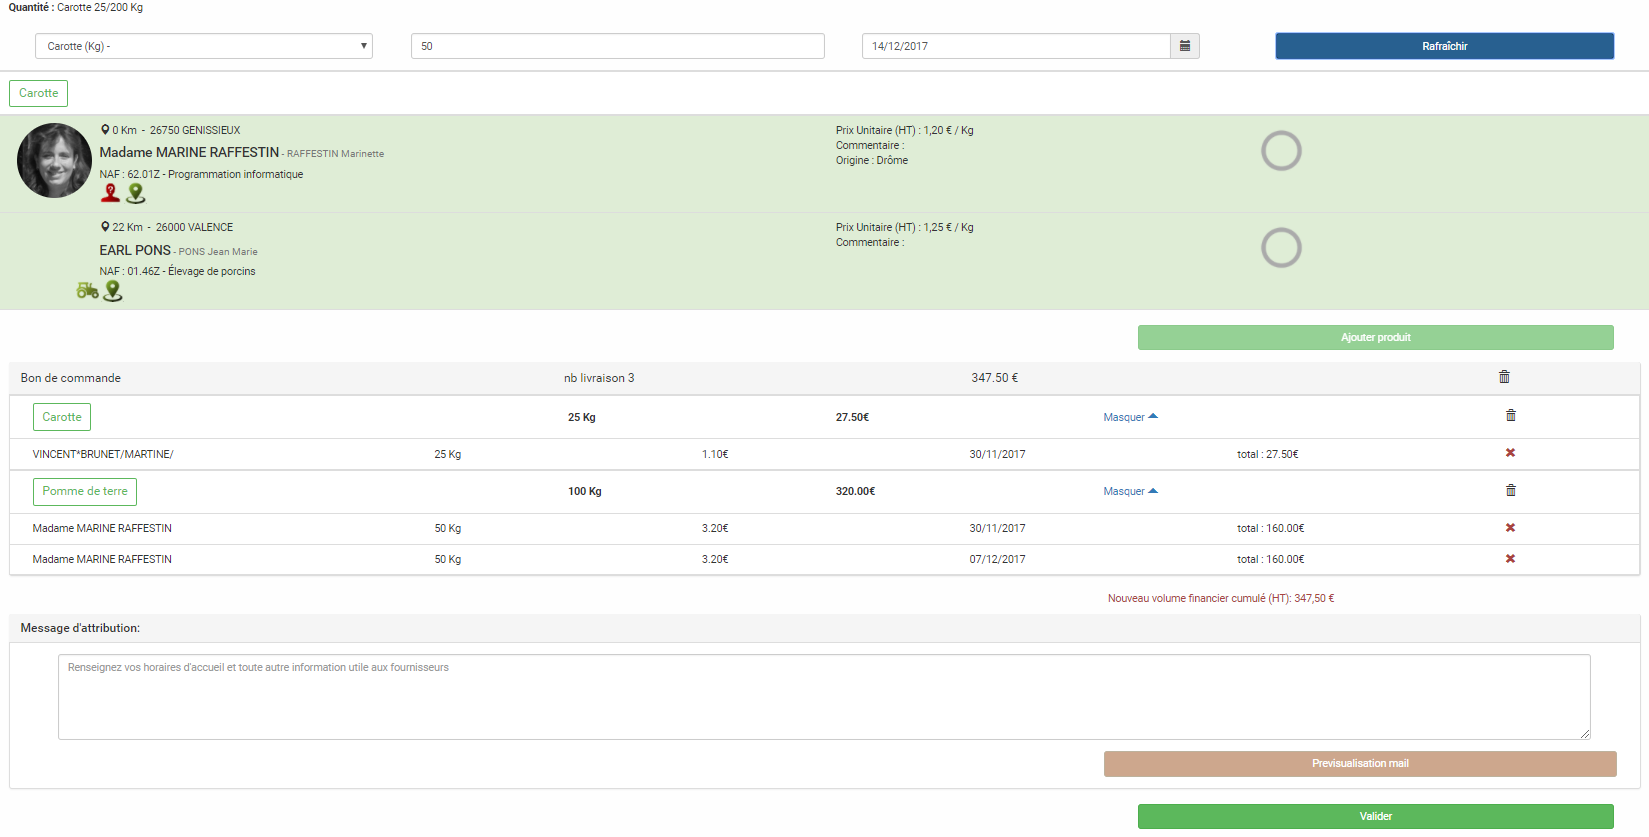 Quantité : Carotte 25/200 Kg
Carotte (Kg) - 50 14/12/2017 Rafraîchir
Carotte
0 Km - 26750 GENISSIEUX
Madame MARINE RAFFESTIN - RAFFESTIN Marinette
NAF : 62.01Z - Programmation informatique
Prix Unitaire (HT) : 1,20 € / Kg
Commentaire :
Origine : Drôme
22 Km - 26000 VALENCE
EARL PONS - PONS Jean Marie
NAF : 01.46Z - Élevage de porcins
Prix Unitaire (HT) : 1,25 € / Kg
Commentaire :
Ajouter produit
Bon de commande nb livraison 3 347.50 €
Carotte 25 Kg 27.50€ Masquer
VINCENT*BRUNET/MARTINE/ 25 Kg 1.10€ 30/11/2017 total : 27.50€
Pomme de terre 100 Kg 320.00€ Masquer
Madame MARINE RAFFESTIN 50 Kg 3.20€ 30/11/2017 total : 160.00€
Madame MARINE RAFFESTIN 50 Kg 3.20€ 07/12/2017 total : 160.00€
Nouveau volume financier cumulé (HT): 347,50 €
Message d'attribution:
Renseignez vos horaires d'accueil et toute autre information utile aux fournisseurs
Previsualisation mail
Valider